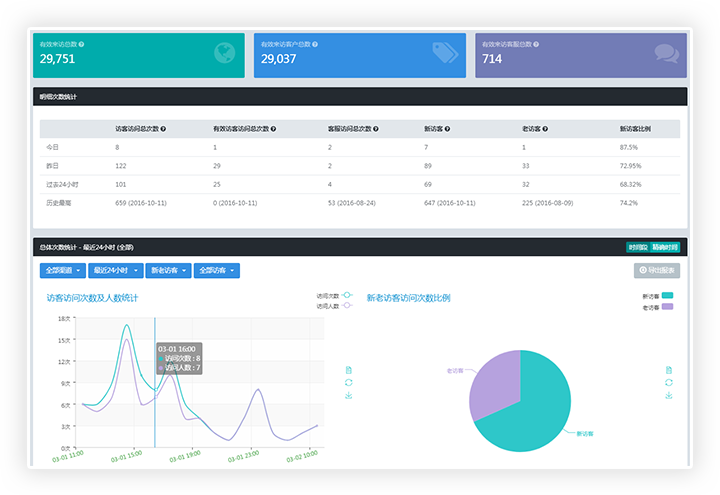 有效来访总数
29,751
有效来访客户总数
29,037
有效来访客服总数
714
明细次数统计
访客访问总次数 有效访客访问总次数 客服访问总次数 新访客 老访客 新访客比例
今日 8 1 2 7 1 87.5%
昨日 122 29 2 89 33 72.95%
过去24小时 101 25 4 69 32 68.32%
历史最高 659 (2016-10-11) 0 (2016-10-11) 53 (2016-08-24) 647 (2016-10-11) 225 (2016-08-09) 74.2%
总体次数统计 - 最近24小时 (全部) 时间段 精确时间
全部渠道 最近24小时 新老访客 全部访客 导出报表
访客访问次数及人数统计
访问次数
访问人数
18次
15次
12次
9次
6次
3次
0次
03-01 16:00
访问次数 : 8
访问人数 : 7
03-01 11:00 03-01 15:00 03-01 19:00 03-01 23:00 03-02 10:00
新老访客访问次数比例
新访客
老访客
老访客
新访客